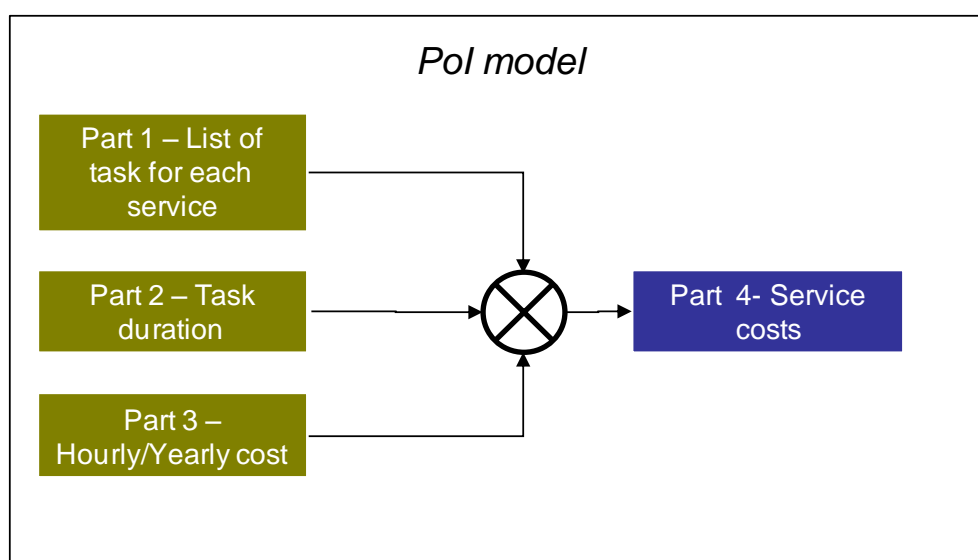 PoI model
Part 1 – List of
task for each
service
Part 2 – Task
duration
Part 3 –
Hourly/Yearly cost
Part 4- Service
costs